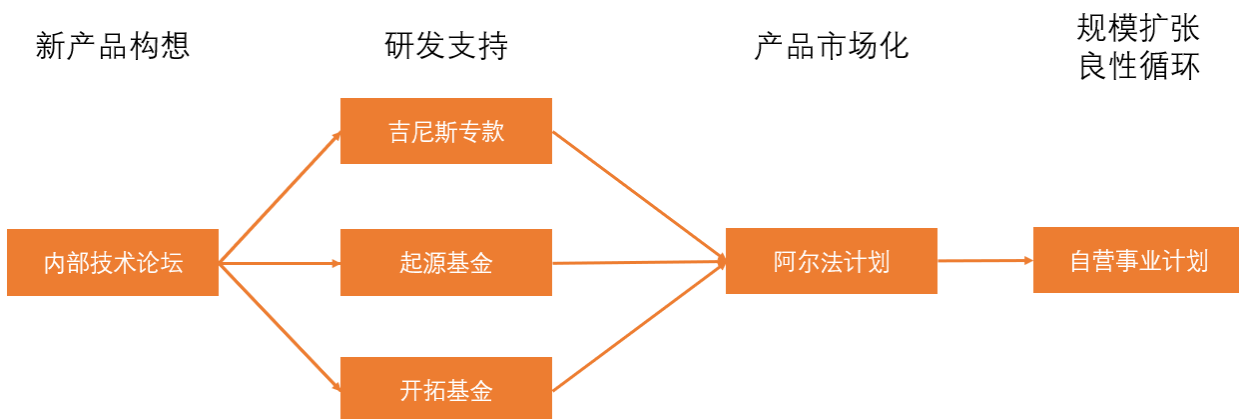 新产品构想
研发支持
产品市场化
规模扩张
良性循环
吉尼斯专款
内部技术论坛
起源基金
阿尔法计划
自营事业计划
开拓基金